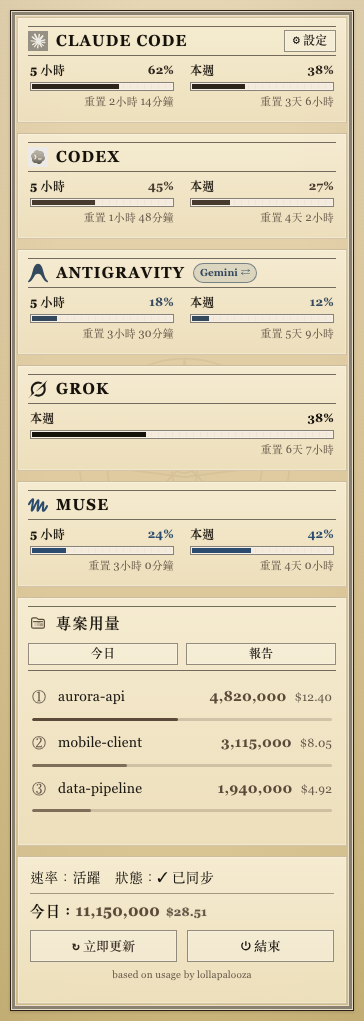 CLAUDE CODE ⚙ 設定
5 小時 62% 本週 38%
重置 2小時 14分鐘 重置 3天 6小時
CODEX
5 小時 45% 本週 27%
重置 1小時 48分鐘 重置 4天 2小時
ANTIGRAVITY Gemini ⇄
5 小時 18% 本週 12%
重置 3小時 30分鐘 重置 5天 9小時
GROK
本週 38%
重置 6天 7小時
MUSE
5 小時 24% 本週 42%
重置 3小時 0分鐘 重置 4天 0小時
專案用量
今日 報告
① aurora-api 4,820,000 $12.40
② mobile-client 3,115,000 $8.05
③ data-pipeline 1,940,000 $4.92
速率：活躍 狀態：✓ 已同步
今日：11,150,000 $28.51
↻ 立即更新 ⏻ 結束
based on usage by lollapalooza